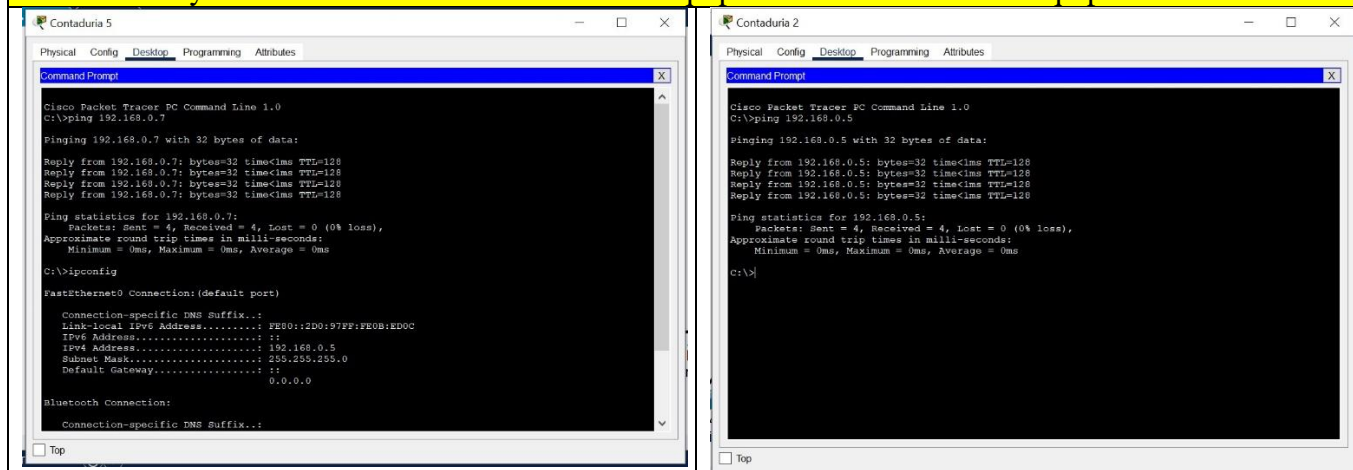 Contaduria 5
Physical Config Desktop Programming Attributes
Command Prompt X
Cisco Packet Tracer PC Command Line 1.0
C:\>ping 192.168.0.7
Pinging 192.168.0.7 with 32 bytes of data:
Reply from 192.168.0.7: bytes=32 time<1ms TTL=128
Reply from 192.168.0.7: bytes=32 time<1ms TTL=128
Reply from 192.168.0.7: bytes=32 time<1ms TTL=128
Reply from 192.168.0.7: bytes=32 time<1ms TTL=128
Ping statistics for 192.168.0.7:
Packets: Sent = 4, Received = 4, Lost = 0 (0% loss),
Approximate round trip times in milli-seconds:
Minimum = 0ms, Maximum = 0ms, Average = 0ms
C:\>ipconfig
FastEthernet0 Connection:(default port)
Connection-specific DNS Suffix..:
Link-local IPv6 Address.........: FE80::2D0:97FF:FE0B:ED0C
IPv6 Address....................: ::
IPv4 Address....................: 192.168.0.5
Subnet Mask.....................: 255.255.255.0
Default Gateway.................: ::
0.0.0.0
Bluetooth Connection:
Connection-specific DNS Suffix..:
Top
Contaduria 2
Physical Config Desktop Programming Attributes
Command Prompt X
Cisco Packet Tracer PC Command Line 1.0
C:\>ping 192.168.0.5
Pinging 192.168.0.5 with 32 bytes of data:
Reply from 192.168.0.5: bytes=32 time<1ms TTL=128
Reply from 192.168.0.5: bytes=32 time<1ms TTL=128
Reply from 192.168.0.5: bytes=32 time<1ms TTL=128
Reply from 192.168.0.5: bytes=32 time<1ms TTL=128
Ping statistics for 192.168.0.5:
Packets: Sent = 4, Received = 4, Lost = 0 (0% loss),
Approximate round trip times in milli-seconds:
Minimum = 0ms, Maximum = 0ms, Average = 0ms
C:\>
Top